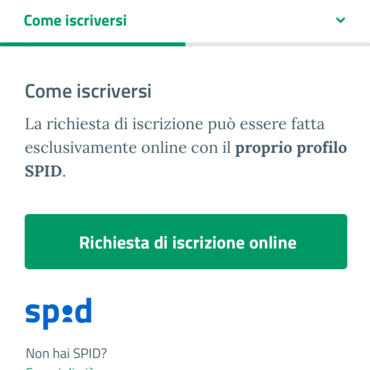 Come iscriversi
Come iscriversi
La richiesta di iscrizione può essere fatta
esclusivamente online con il proprio profilo
SPID.
Richiesta di iscrizione online
spid
Non hai SPID?